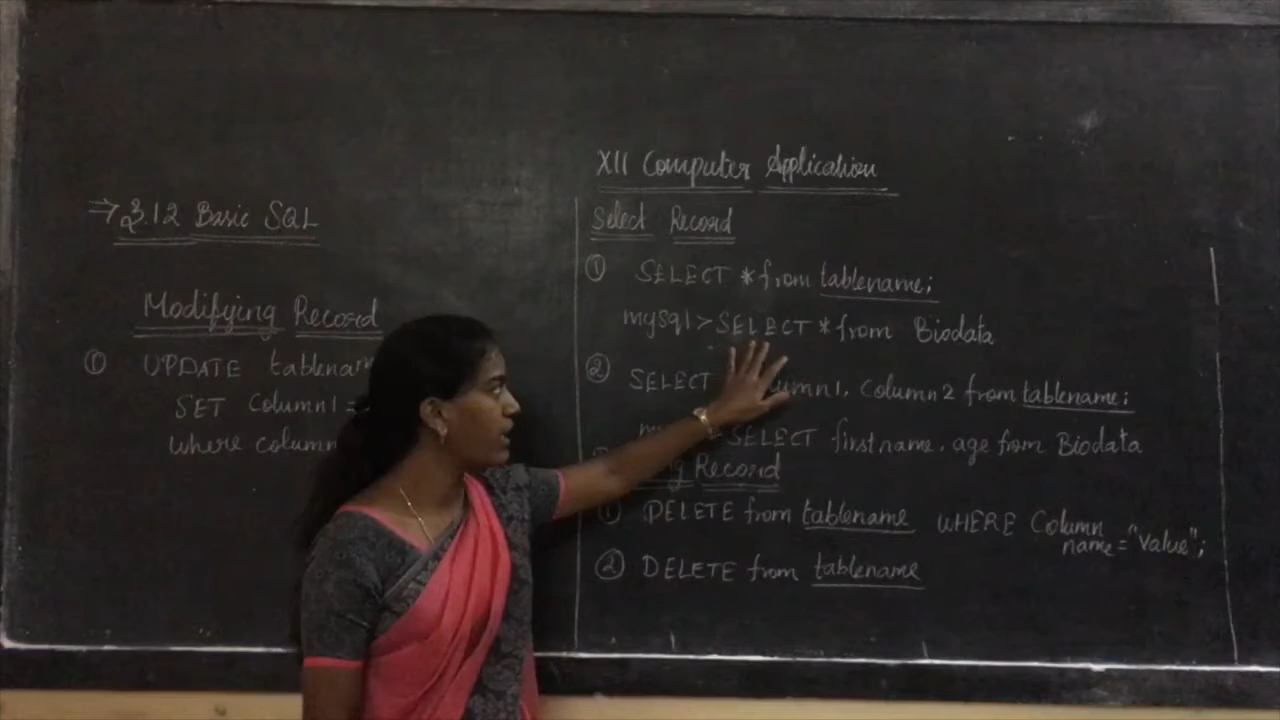 XII Computer Application
⇒ 3.12 Basic SQL
Modifying Record
① UPDATE
SET Column1 =
where
Select Record
① SELECT * from tablename;
mysql> SELECT * from Biodata
② SELECT Column2 from tablename;
SELECT firstname, age from Biodata
Record
① DELETE from tablename WHERE Column
name = "value";
② DELETE from tablename